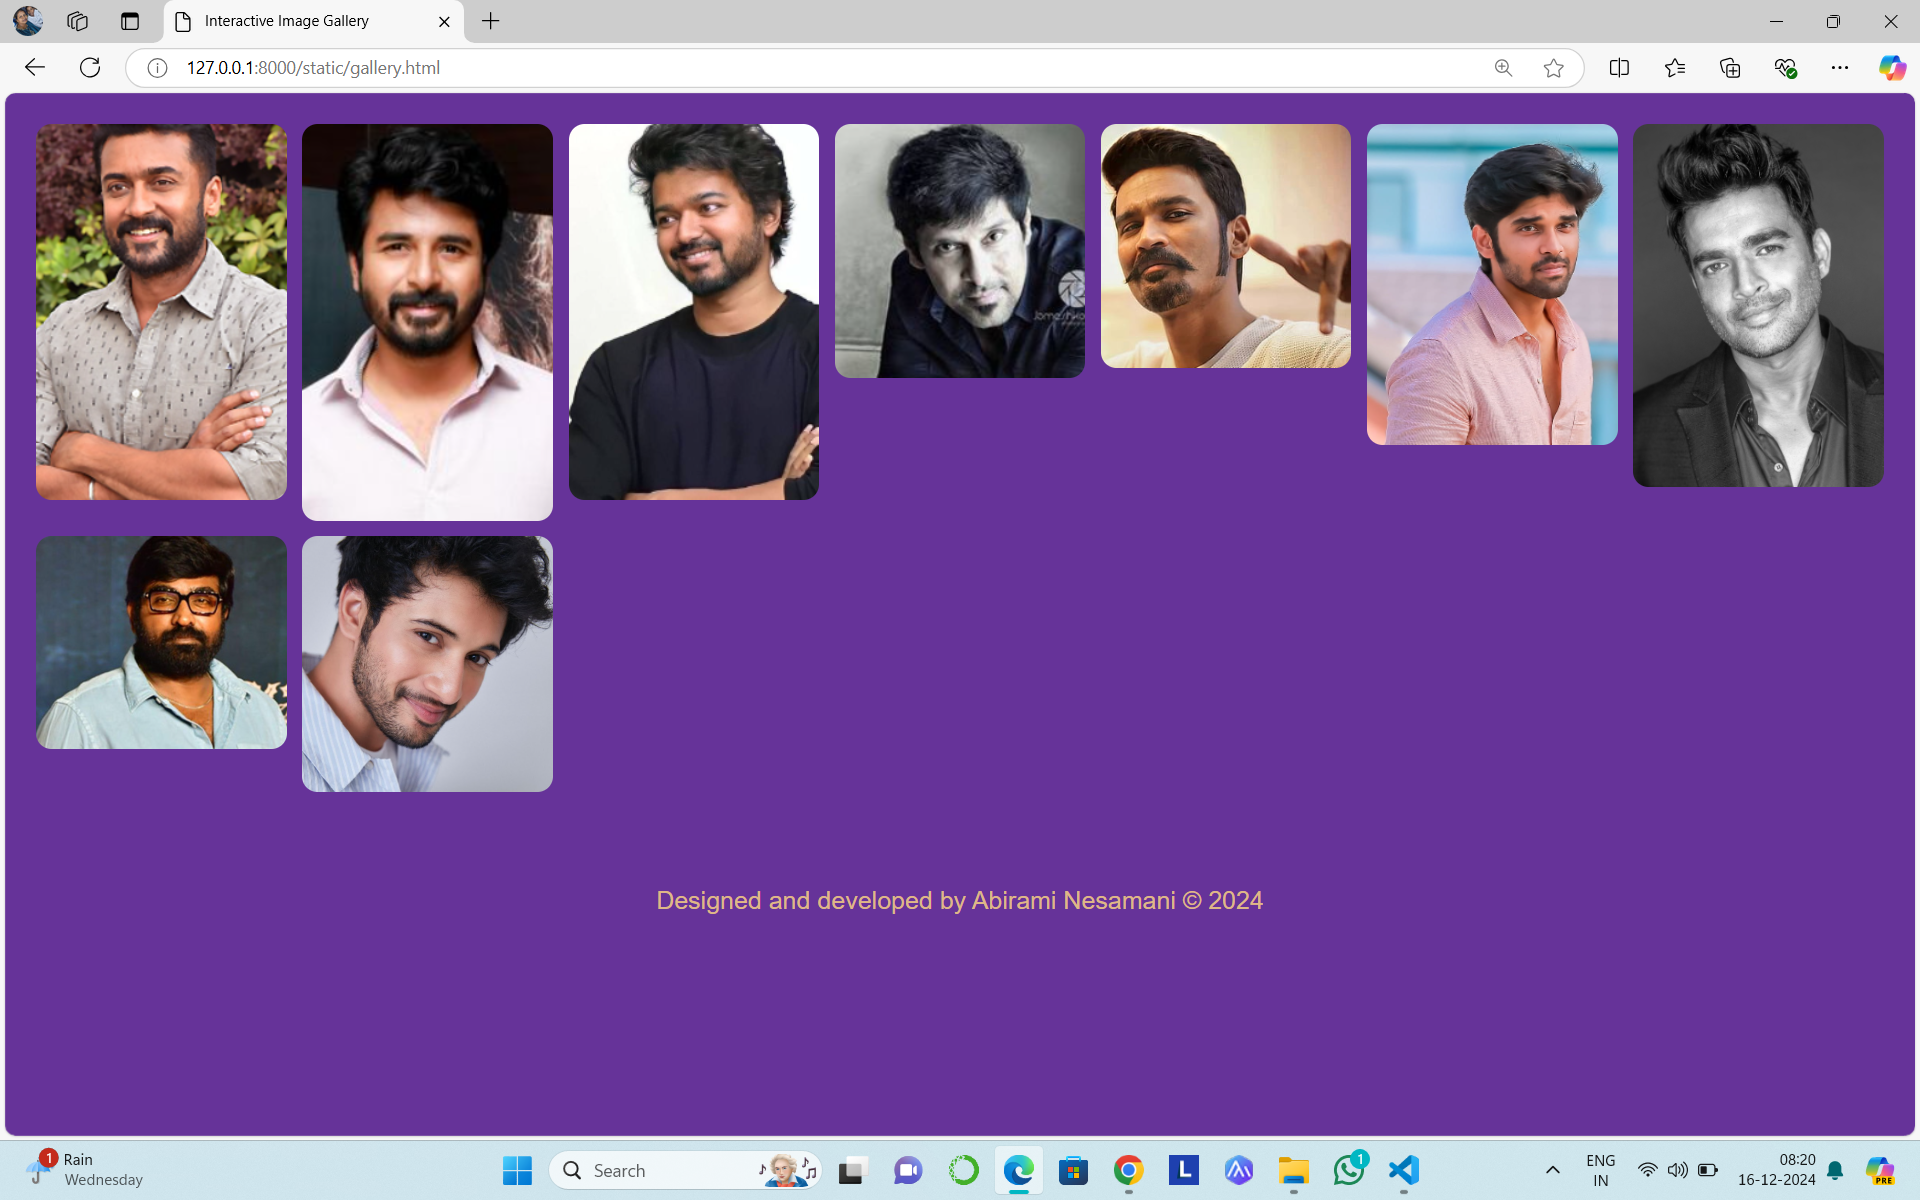 Interactive Image Gallery
127.0.0.1:8000/static/gallery.html
Designed and developed by Abirami Nesamani © 2024
1
Rain
Wednesday
Search
L
1
ENG
IN
08:20
16-12-2024
PRE